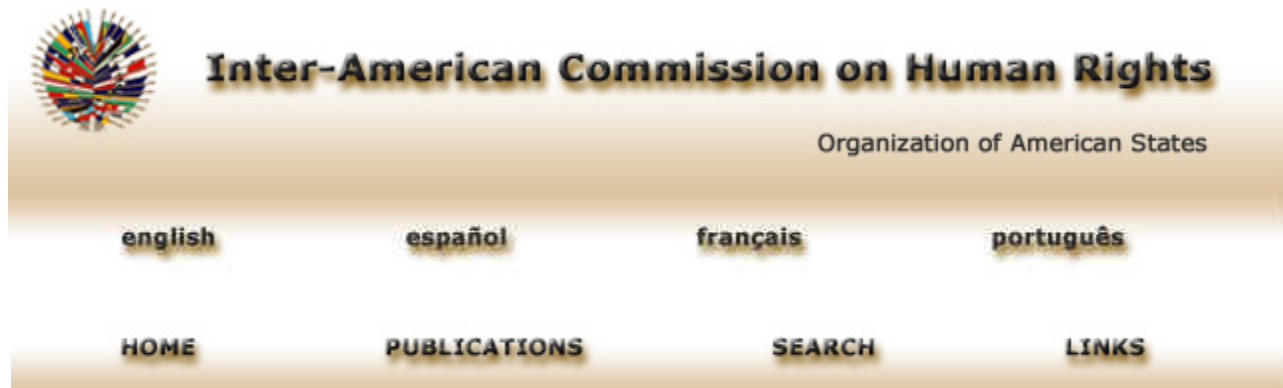 Inter-American Commission on Human Rights
Organization of American States
english español français português
HOME PUBLICATIONS SEARCH LINKS